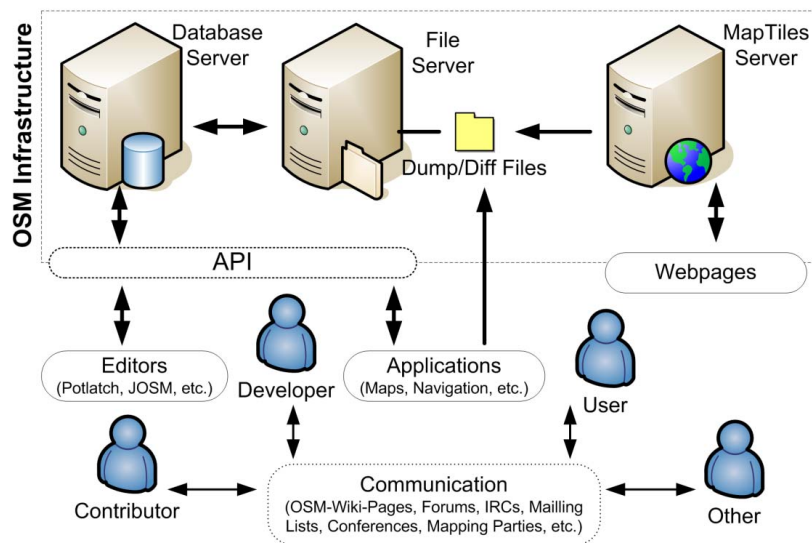 OSM Infrastructure
Database
Server
File
Server
MapTiles
Server
Dump/Diff Files
API
Webpages
Editors
(Potlatch, JOSM, etc.)
Developer
Applications
(Maps, Navigation, etc.)
User
Contributor
Communication
(OSM-Wiki-Pages, Forums, IRCs, Mailling
Lists, Conferences, Mapping Parties, etc.)
Other